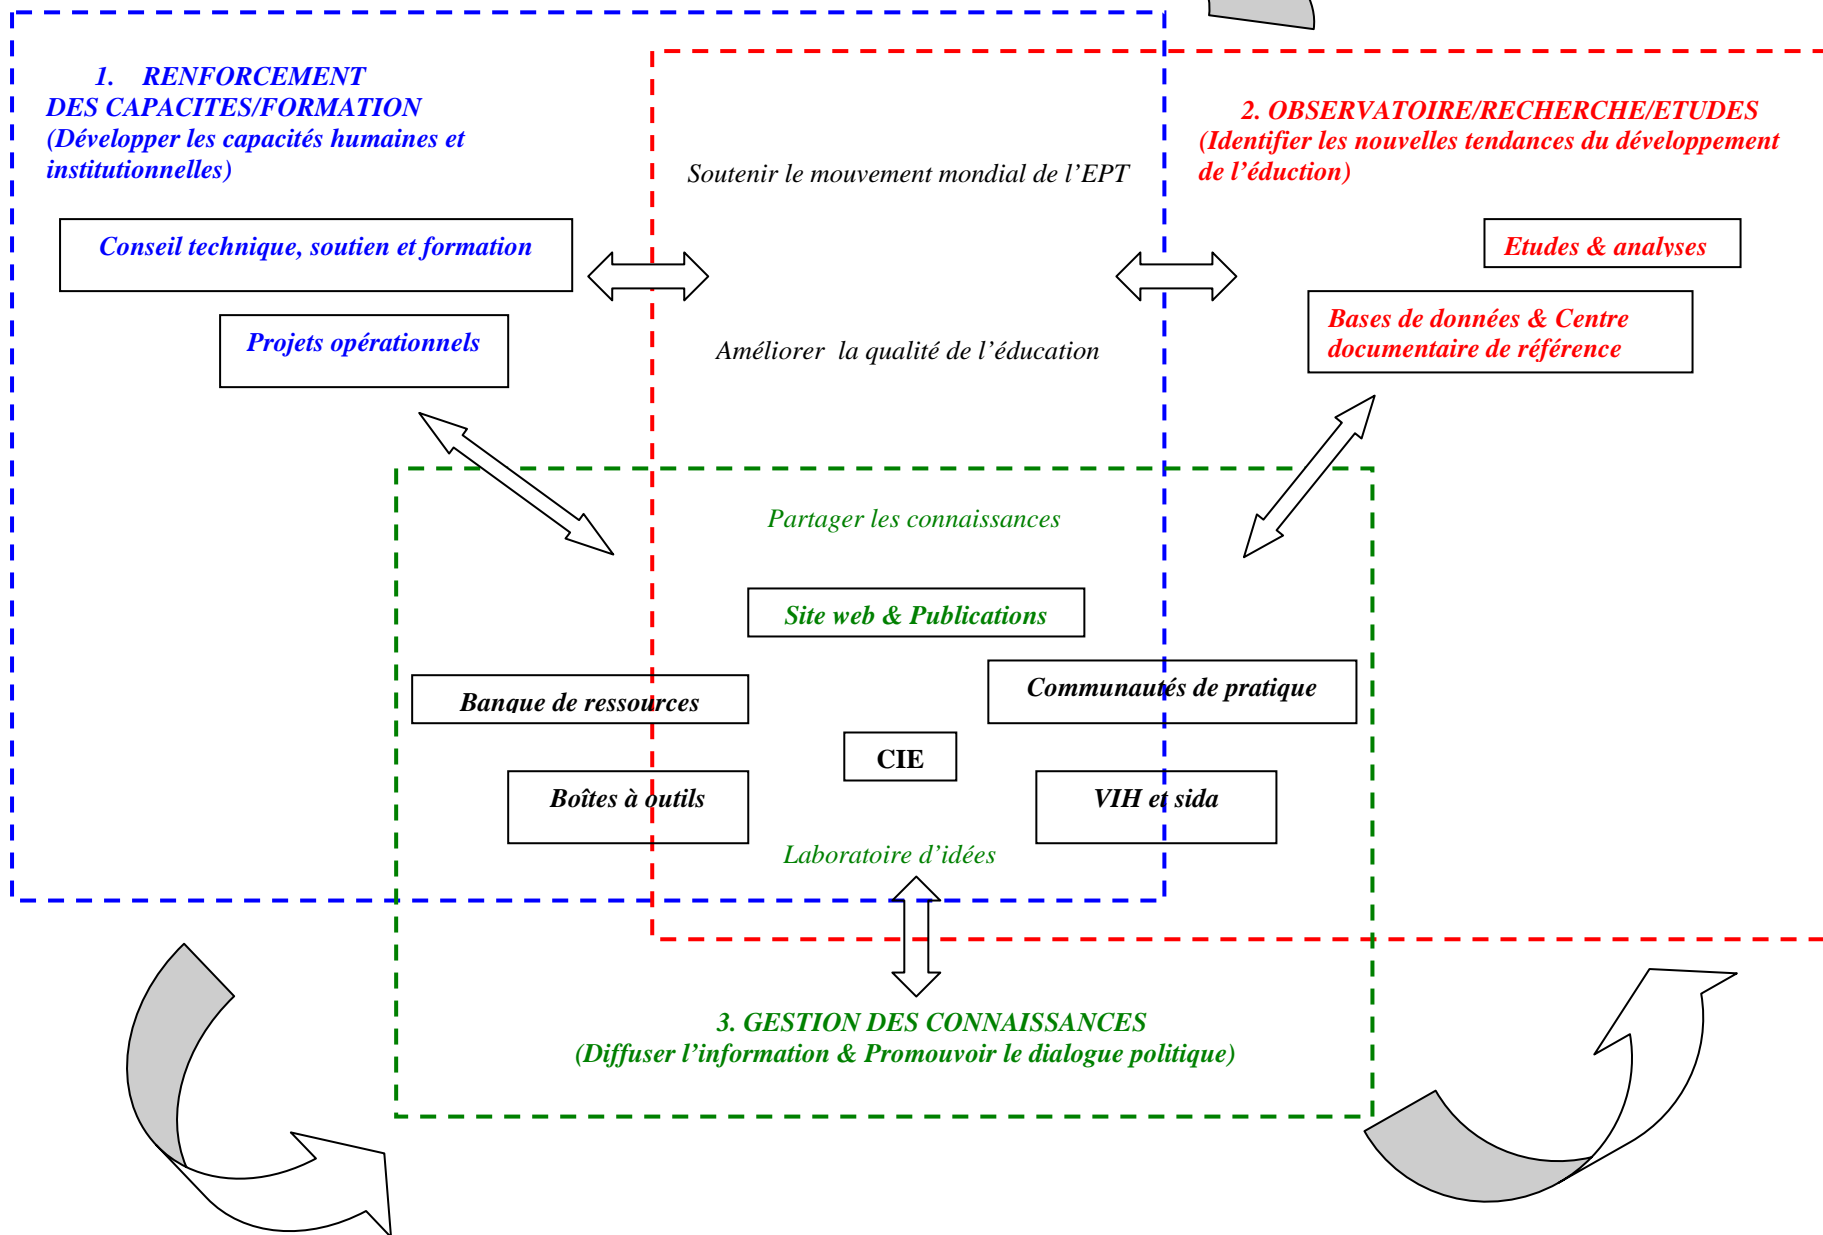 1. RENFORCEMENT
DES CAPACITES/FORMATION
(Développer les capacités humaines et
institutionnelles)
2. OBSERVATOIRE/RECHERCHE/ETUDES
(Identifier les nouvelles tendances du développement
de l’éduction)
Soutenir le mouvement mondial de l’EPT
Conseil technique, soutien et formation
Etudes & analyses
Projets opérationnels
Améliorer la qualité de l’éducation
Bases de données & Centre
documentaire de référence
Partager les connaissances
Site web & Publications
Banque de ressources
Communautés de pratique
CIE
Boîtes à outils
VIH et sida
Laboratoire d’idées
3. GESTION DES CONNAISSANCES
(Diffuser l’information & Promouvoir le dialogue politique)